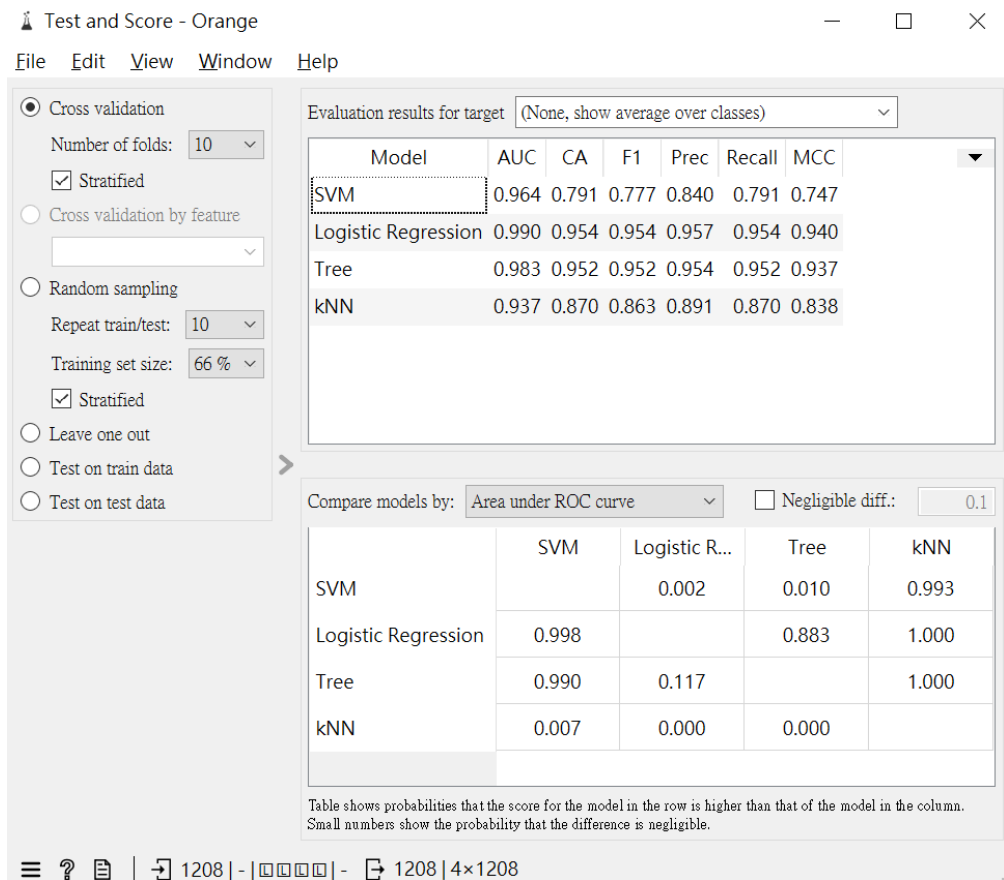 Test and Score - Orange
File Edit View Window Help
Cross validation
Number of folds: 10
Stratified
Cross validation by feature
Random sampling
Repeat train/test: 10
Training set size: 66 %
Stratified
Leave one out
Test on train data
Test on test data
Evaluation results for target (None, show average over classes)
Model AUC CA F1 Prec Recall MCC
SVM 0.964 0.791 0.777 0.840 0.791 0.747
Logistic Regression 0.990 0.954 0.954 0.957 0.954 0.940
Tree 0.983 0.952 0.952 0.954 0.952 0.937
kNN 0.937 0.870 0.863 0.891 0.870 0.838
Compare models by: Area under ROC curve Negligible diff.: 0.1
SVM Logistic R... Tree kNN
SVM 0.002 0.010 0.993
Logistic Regression 0.998 0.883 1.000
Tree 0.990 0.117 1.000
kNN 0.007 0.000 0.000
Table shows probabilities that the score for the model in the row is higher than that of the model in the column.
Small numbers show the probability that the difference is negligible.
1208 | - | LLLL | - 1208 | 4×1208